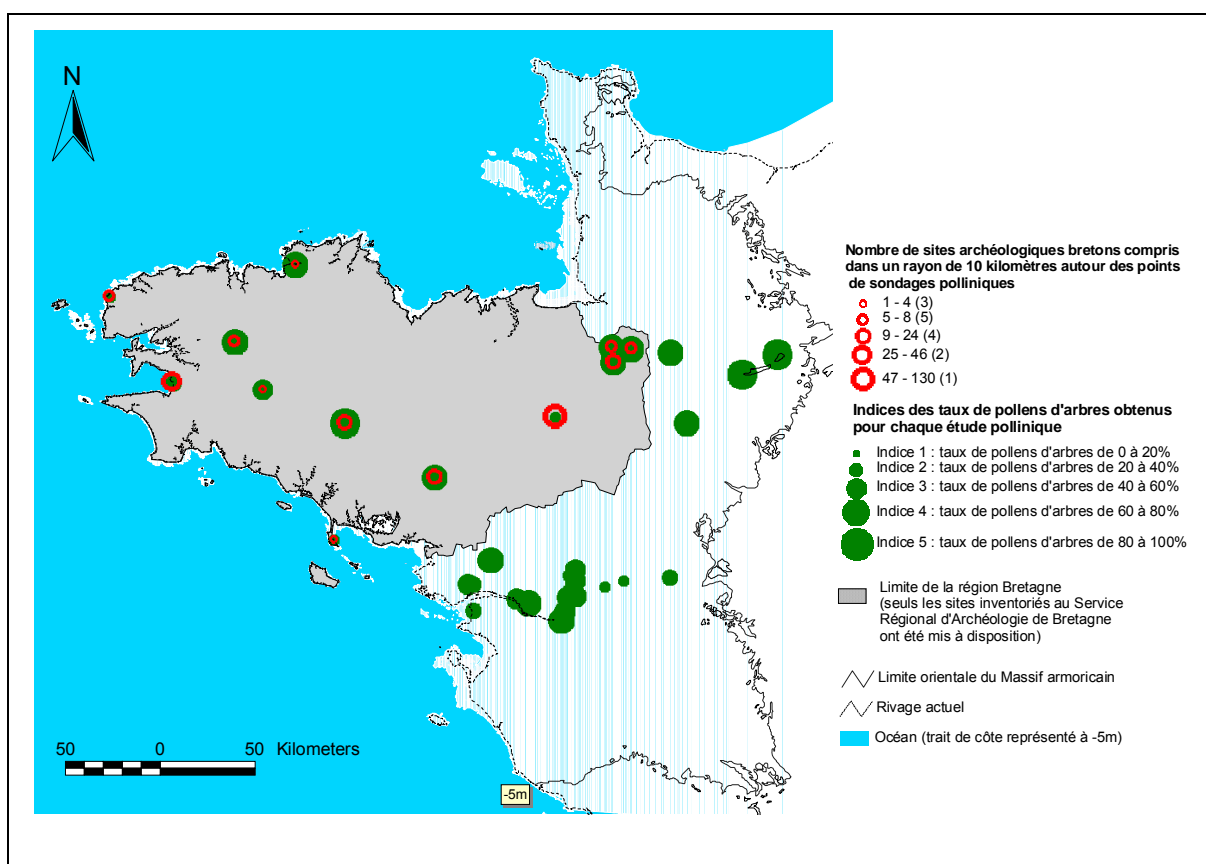 N
50 0 50 Kilometers
-5m
Nombre de sites archéologiques bretons compris
dans un rayon de 10 kilomètres autour des points
de sondages polliniques
1 - 4 (3)
5 - 8 (5)
9 - 24 (4)
25 - 46 (2)
47 - 130 (1)
Indices des taux de pollens d'arbres obtenus
pour chaque étude pollinique
Indice 1 : taux de pollens d'arbres de 0 à 20%
Indice 2 : taux de pollens d'arbres de 20 à 40%
Indice 3 : taux de pollens d'arbres de 40 à 60%
Indice 4 : taux de pollens d'arbres de 60 à 80%
Indice 5 : taux de pollens d'arbres de 80 à 100%
Limite de la région Bretagne
(seuls les sites inventoriés au Service
Régional d'Archéologie de Bretagne
ont été mis à disposition)
Limite orientale du Massif armoricain
Rivage actuel
Océan (trait de côte représenté à -5m)